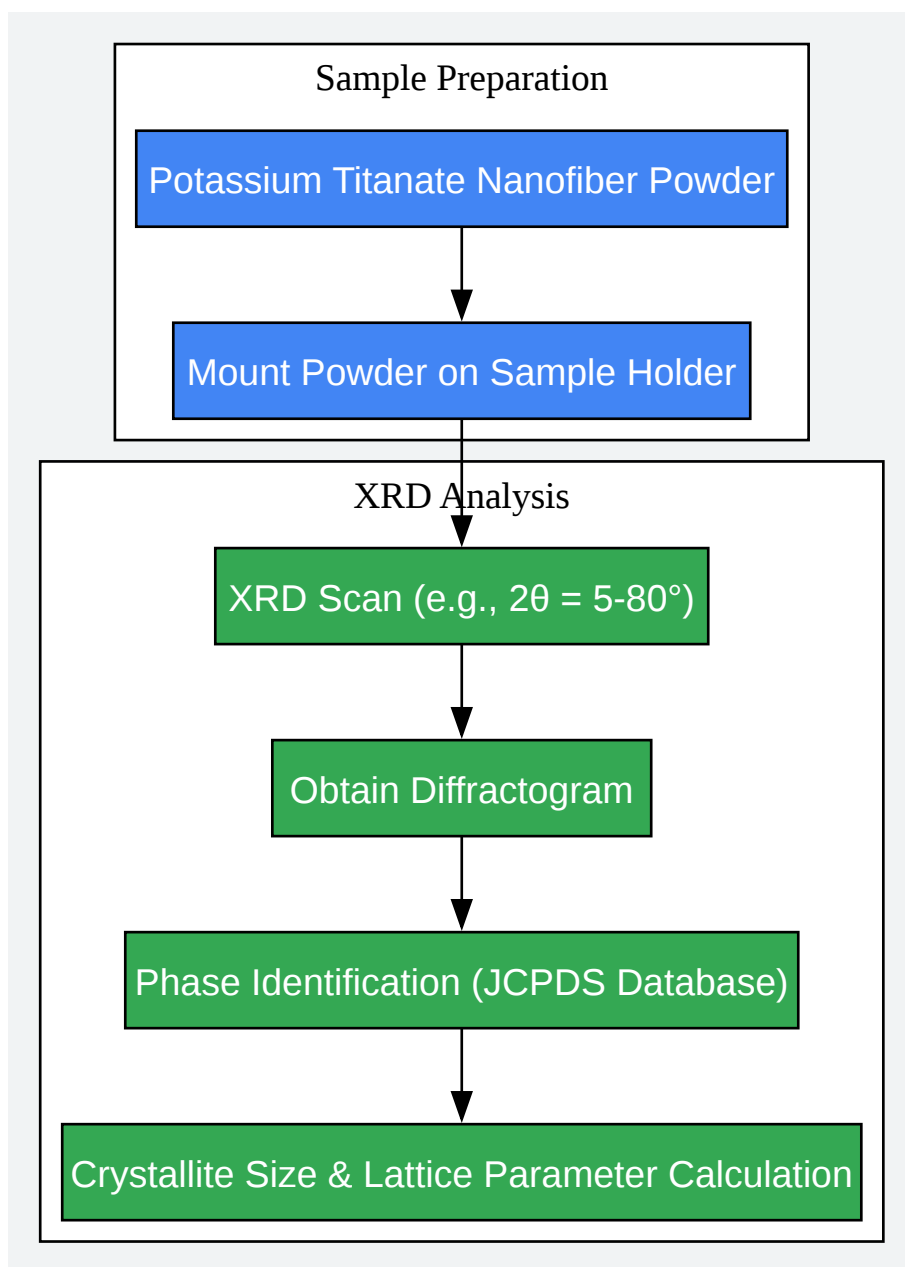 Sample Preparation
Potassium Titanate Nanofiber Powder
Mount Powder on Sample Holder
XRD Analysis
XRD Scan (e.g., 2θ = 5-80°)
Obtain Diffractogram
Phase Identification (JCPDS Database)
Crystallite Size & Lattice Parameter Calculation